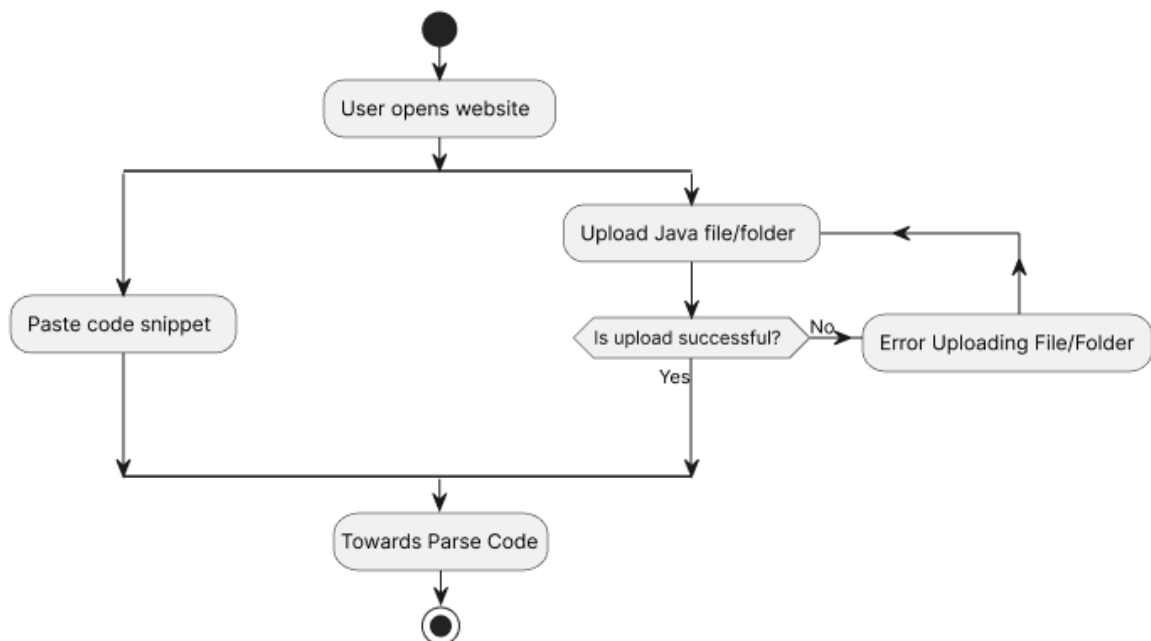 User opens website
Upload Java file/folder
Paste code snippet
Is upload successful?
No
Error Uploading File/Folder
Yes
Towards Parse Code